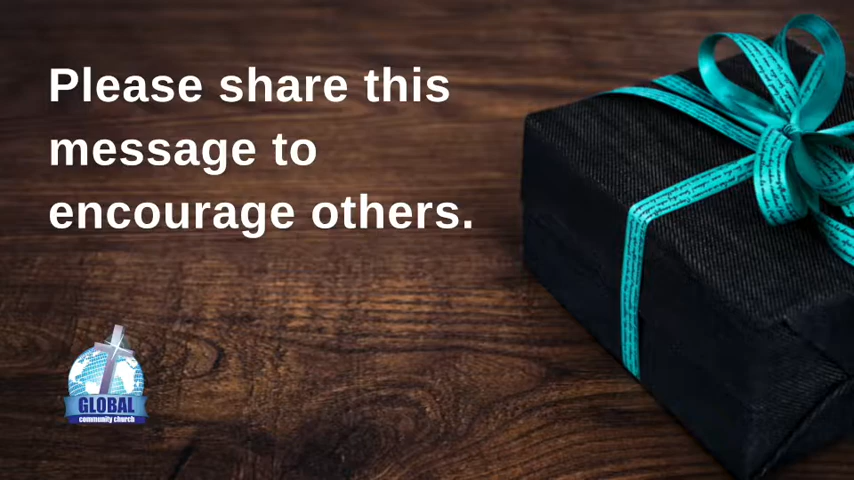 Please share this
message to
encourage others.
GLOBAL
community church